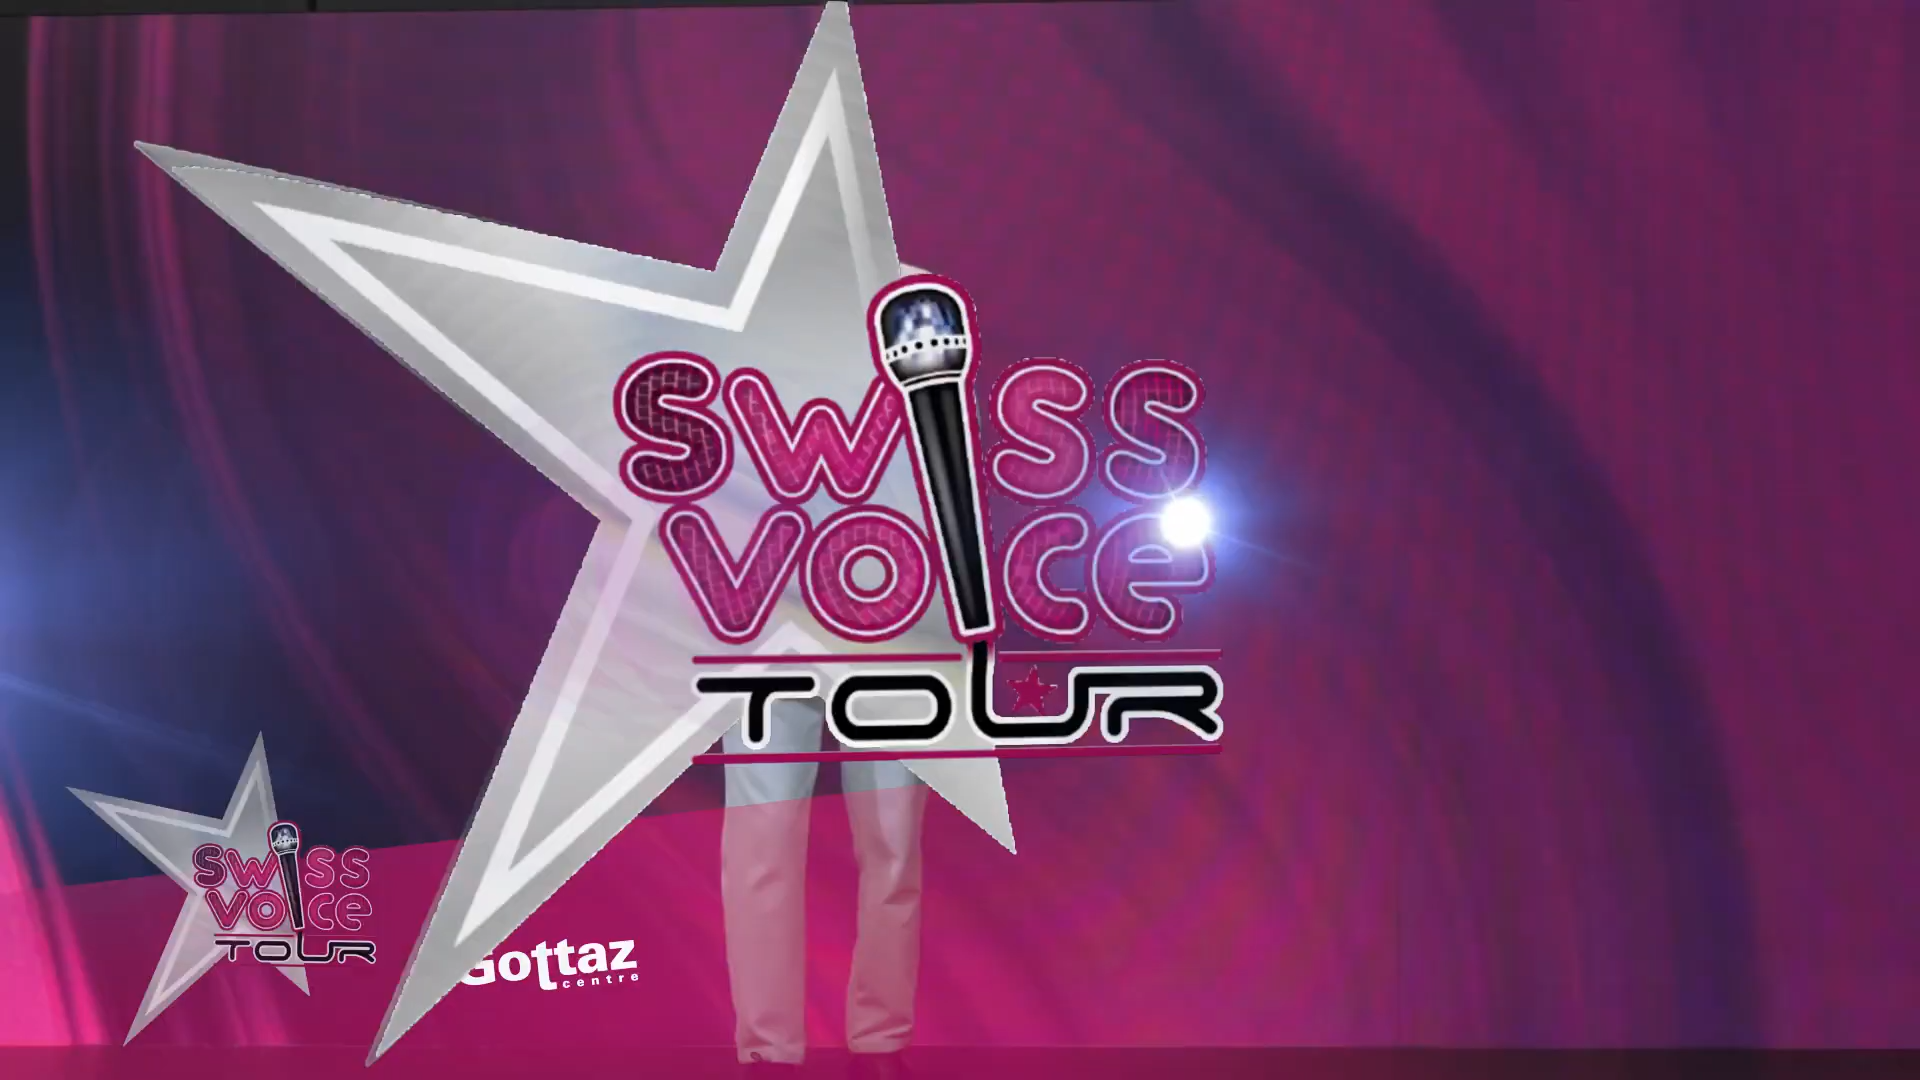 SWISS
VOICE
TOUR
SWISS
VOICE
TOUR
Gottaz
centre